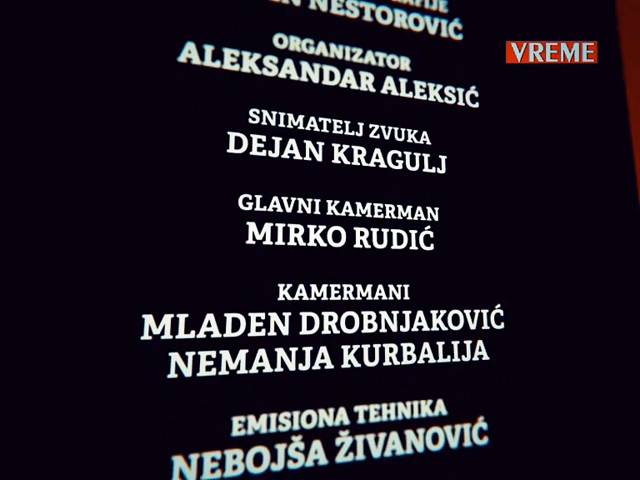 NESTOROVIĆ
VREME
ORGANIZATOR
ALEKSANDAR ALEKSIĆ
SNIMATELJ ZVUKA
DEJAN KRAGULJ
GLAVNI KAMERMAN
MIRKO RUDIĆ
KAMERMANI
MLADEN DROBNJAKOVIĆ
NEMANJA KURBALIJA
EMISIONA TEHNIKA
NEBOJŠA ŽIVANOVIĆ